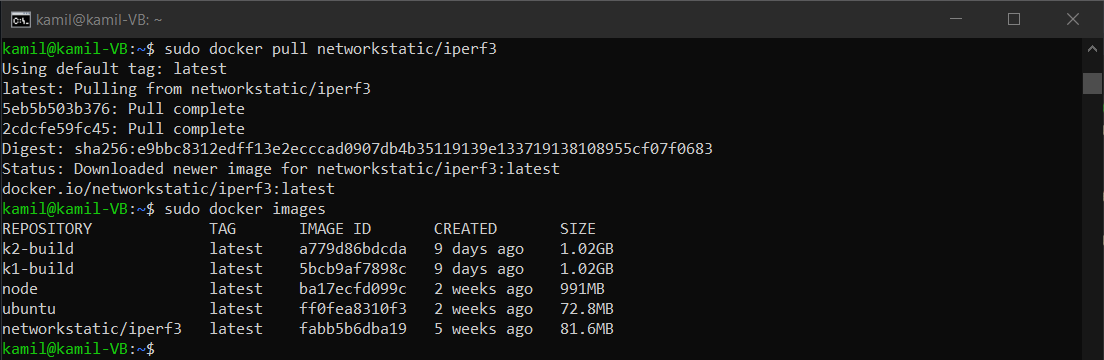 kamil@kamil-VB: ~
kamil@kamil-VB:~$ sudo docker pull networkstatic/iperf3
Using default tag: latest
latest: Pulling from networkstatic/iperf3
5eb5b503b376: Pull complete
2cdcfe59fc45: Pull complete
Digest: sha256:e9bbc8312edff13e2ecccad0907db4b35119139e133719138108955cf07f0683
Status: Downloaded newer image for networkstatic/iperf3:latest
docker.io/networkstatic/iperf3:latest
kamil@kamil-VB:~$ sudo docker images
REPOSITORY             TAG       IMAGE ID       CREATED       SIZE
k2-build               latest    a779d86bdcda   9 days ago    1.02GB
k1-build               latest    5bcb9af7898c   9 days ago    1.02GB
node                   latest    ba17ecfd099c   2 weeks ago   991MB
ubuntu                 latest    ff0fea8310f3   2 weeks ago   72.8MB
networkstatic/iperf3   latest    fabb5b6dba19   5 weeks ago   81.6MB
kamil@kamil-VB:~$